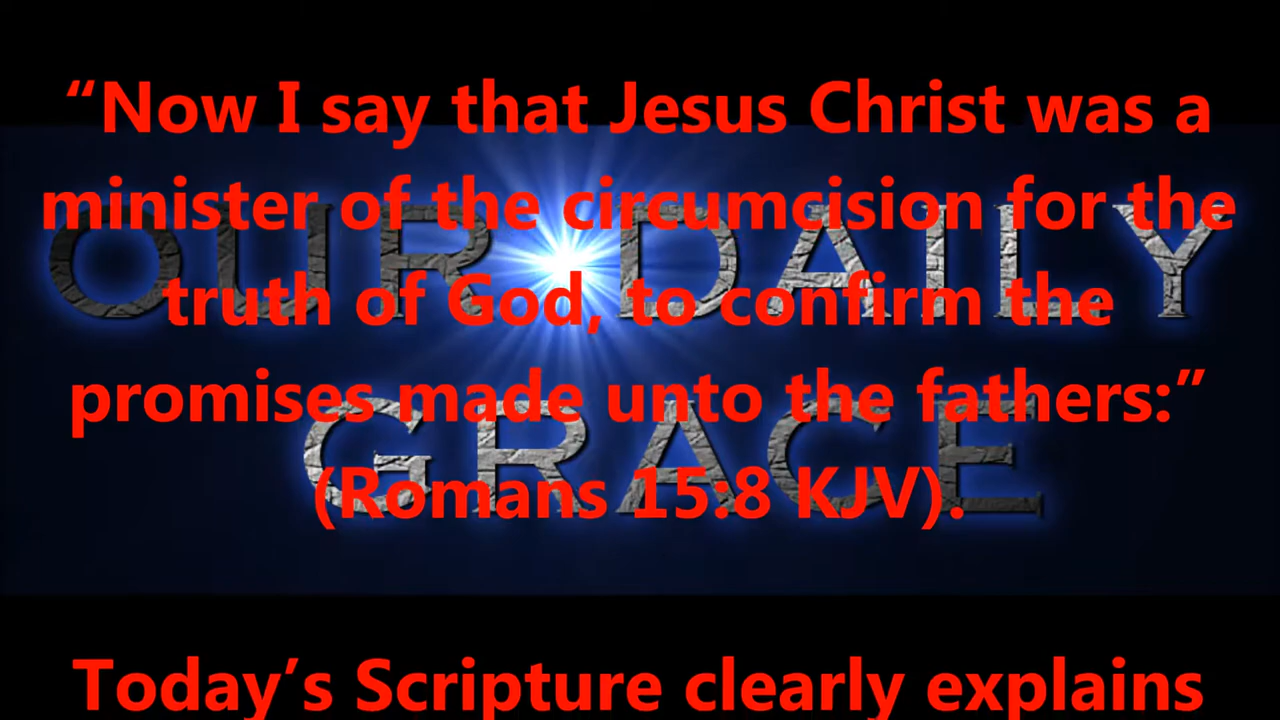 “Now I say that Jesus Christ was a
minister of the circumcision for the
OUR DAILY
truth of God, to confirm the
promises made unto the fathers:”
GRACE
(Romans 15:8 KJV).
Today’s Scripture clearly explains